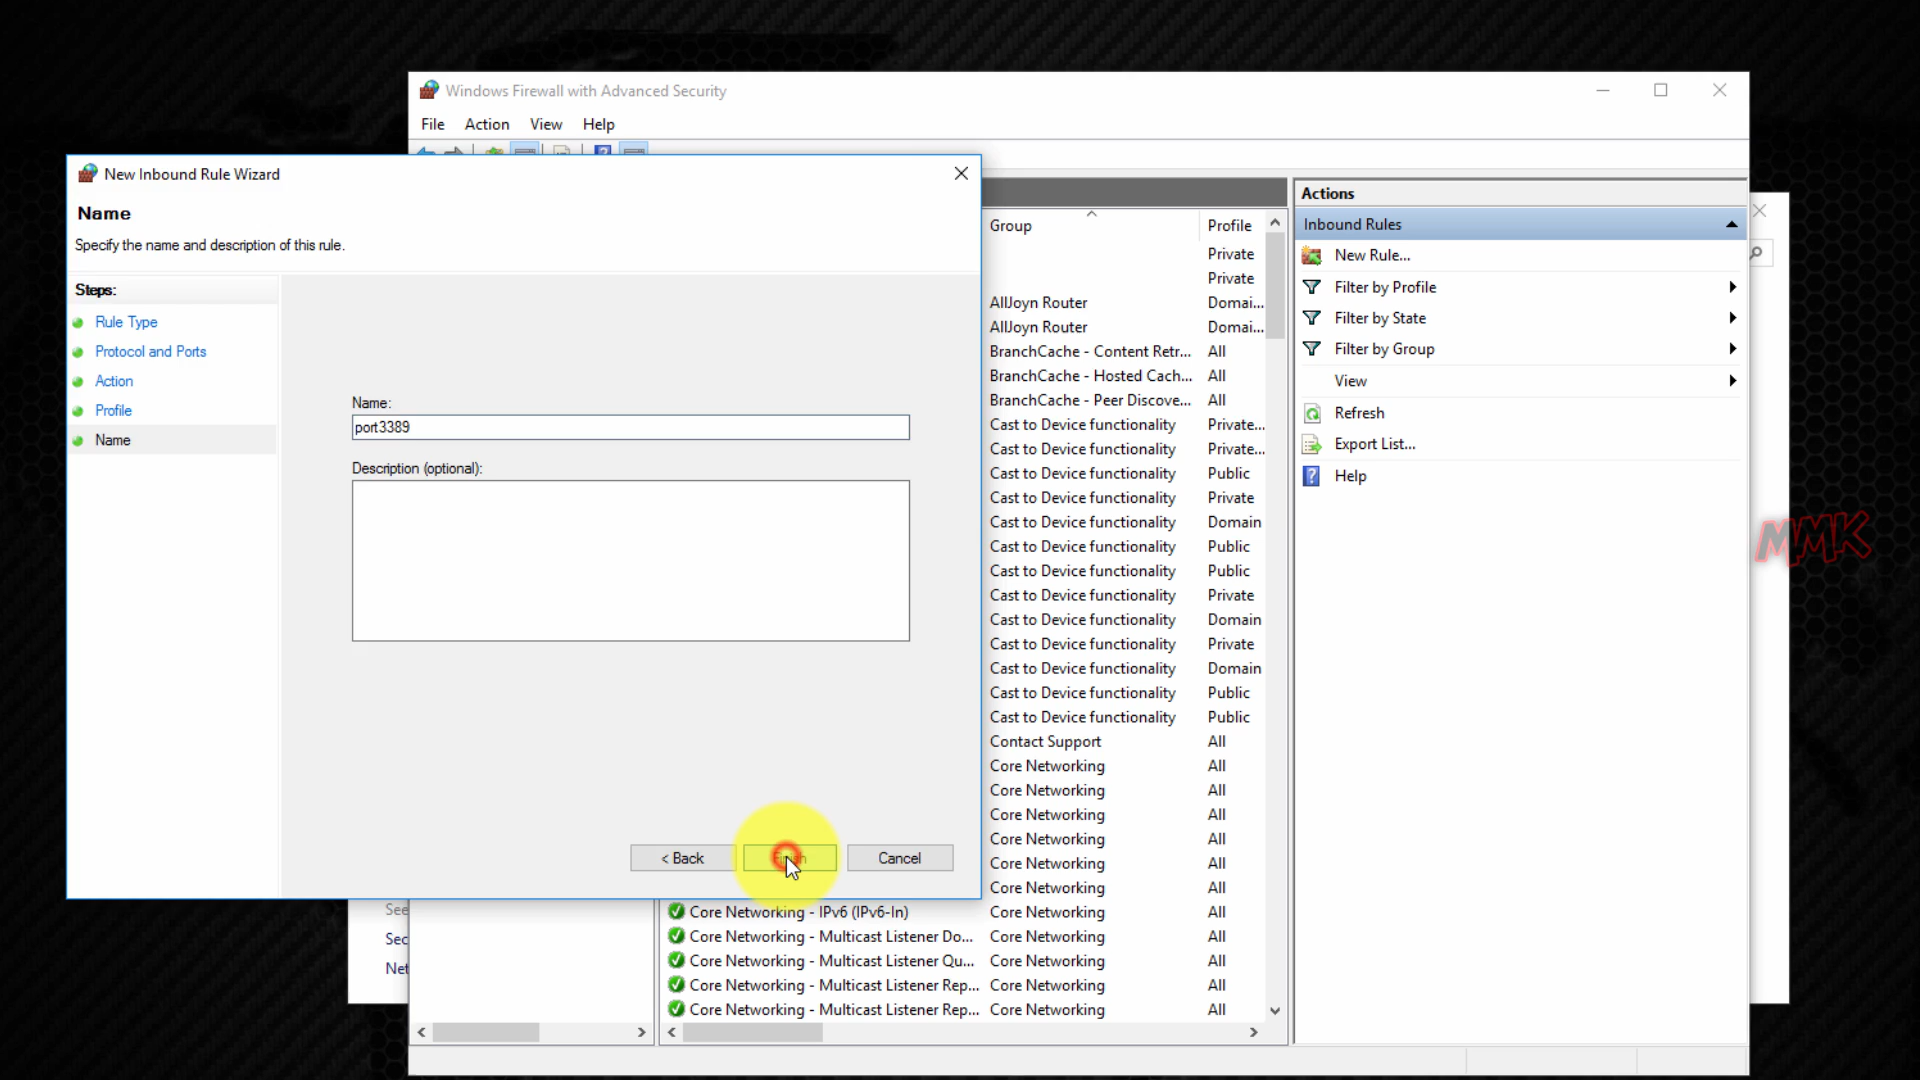 Windows Firewall with Advanced Security
File Action View Help
New Inbound Rule Wizard
Name
Specify the name and description of this rule.
Steps:
Rule Type
Protocol and Ports
Action
Profile
Name
Name:
port3389
Description (optional):
< Back
Cancel
Group Profile
Private
Private
AllJoyn Router Domai...
AllJoyn Router Domai...
BranchCache - Content Retr... All
BranchCache - Hosted Cach... All
BranchCache - Peer Discove... All
Cast to Device functionality Private...
Cast to Device functionality Private...
Cast to Device functionality Public
Cast to Device functionality Private
Cast to Device functionality Domain
Cast to Device functionality Public
Cast to Device functionality Public
Cast to Device functionality Private
Cast to Device functionality Domain
Cast to Device functionality Private
Cast to Device functionality Domain
Cast to Device functionality Public
Cast to Device functionality Public
Contact Support All
Core Networking All
Core Networking All
Core Networking All
Core Networking All
Core Networking All
Core Networking All
Core Networking - IPv6 (IPv6-In) Core Networking All
Core Networking - Multicast Listener Do... Core Networking All
Core Networking - Multicast Listener Qu... Core Networking All
Core Networking - Multicast Listener Rep... Core Networking All
Core Networking - Multicast Listener Rep... Core Networking All
See
Sec
Net
Actions
Inbound Rules
New Rule...
Filter by Profile
Filter by State
Filter by Group
View
Refresh
Export List...
Help
MMK